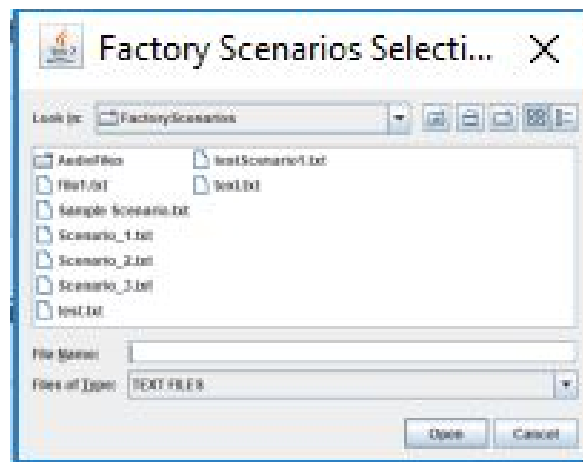 Factory Scenarios Selecti...
Look in: FactoryScenarios
AudioFiles
File1.txt
Sample Scenario.txt
Scenario_1.txt
Scenario_2.txt
Scenario_3.txt
test.txt
testScenario1.txt
text.txt
File Name:
Files of Type: TEXT FILES
Open Cancel